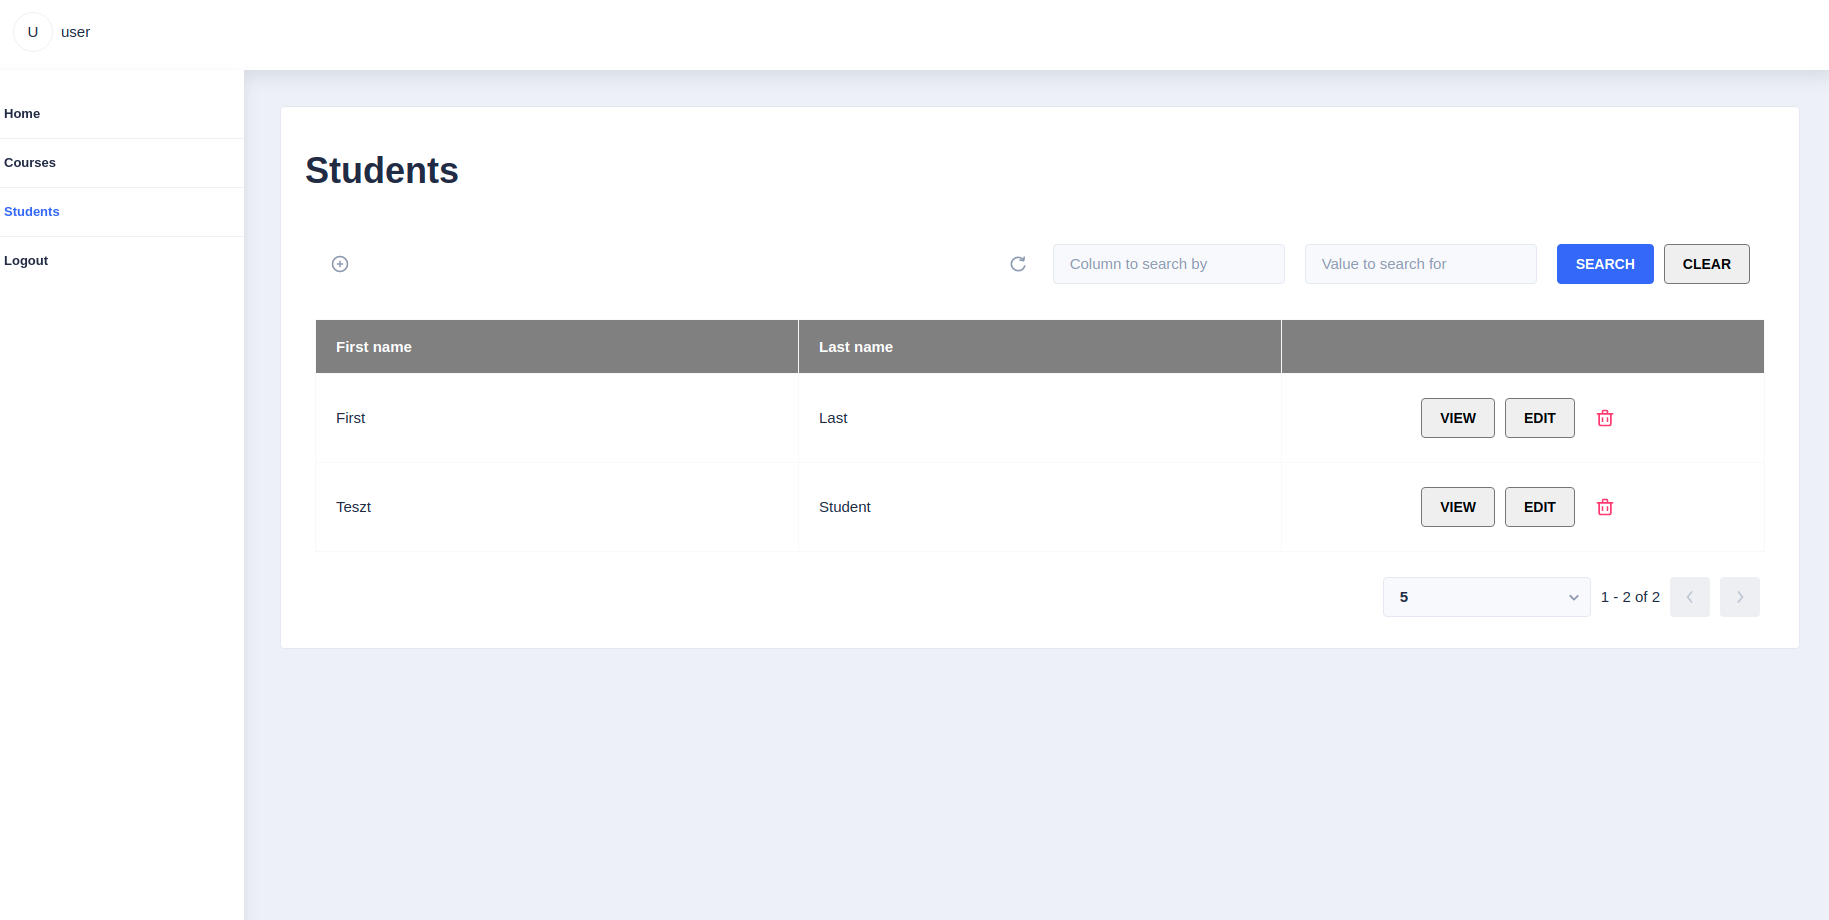 U user
Home
Courses
Students
Logout
Students
Column to search by Value to search for SEARCH CLEAR
First name Last name
First Last VIEW EDIT
Teszt Student VIEW EDIT
5 1 - 2 of 2